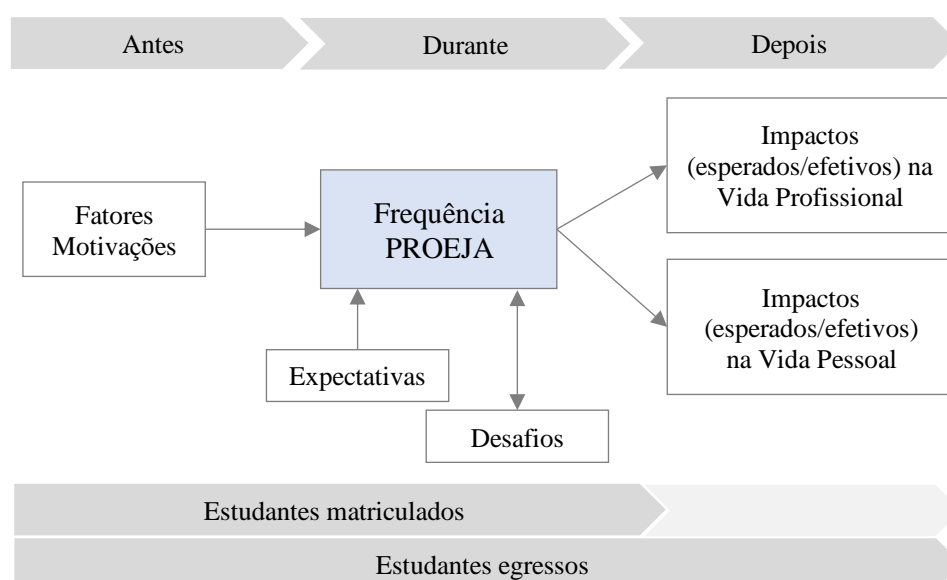 Antes
Durante
Depois
Fatores
Motivações
Frequência
PROEJA
Impactos
(esperados/efetivos) na
Vida Profissional
Impactos
(esperados/efetivos)
na Vida Pessoal
Expectativas
Desafios
Estudantes matriculados
Estudantes egressos